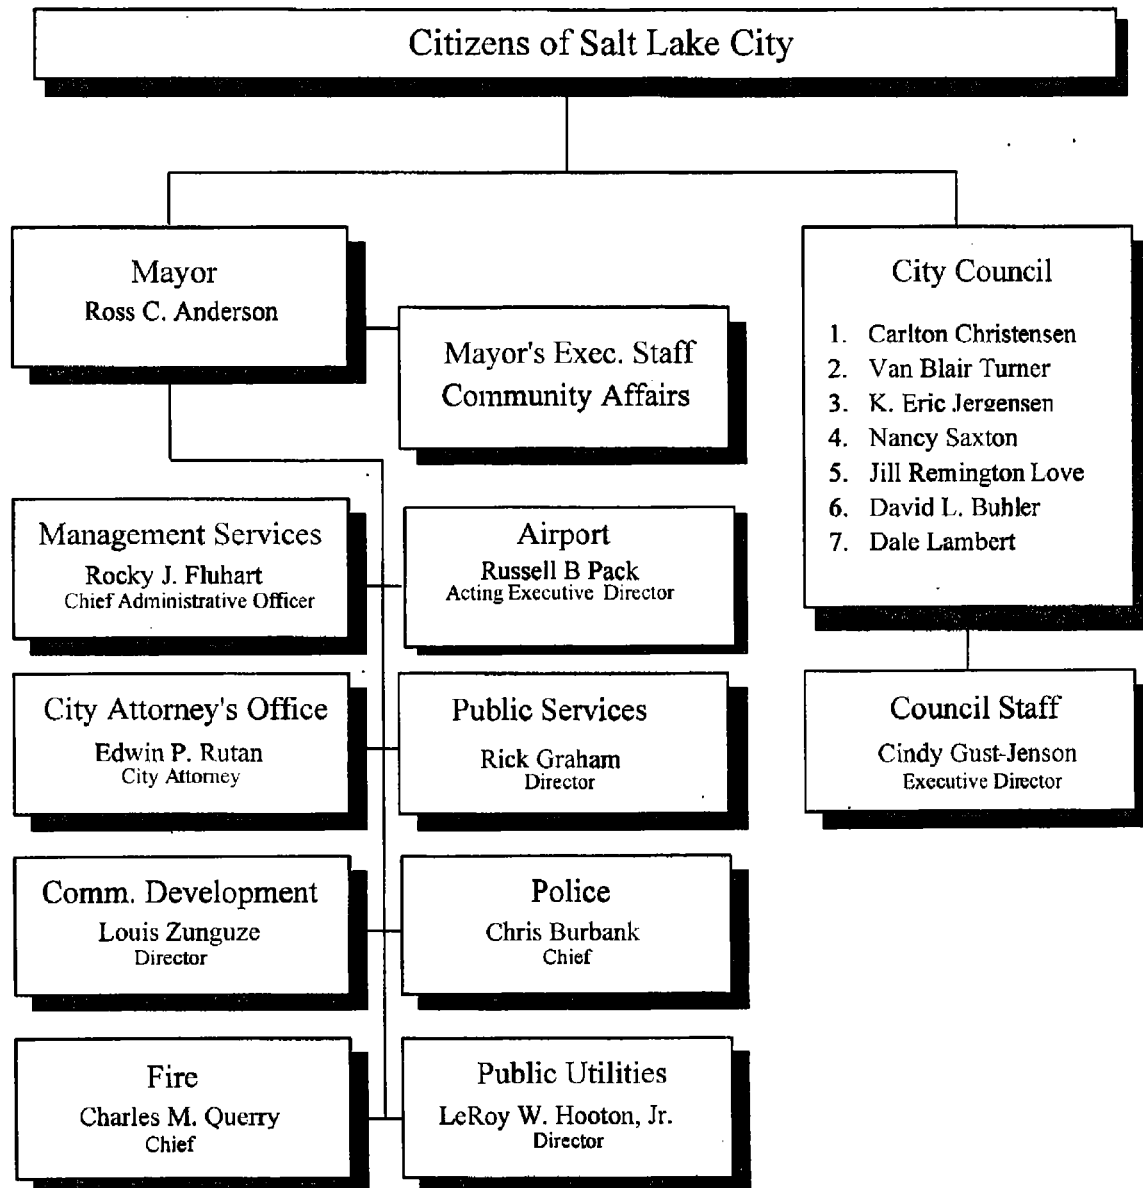 Citizens of Salt Lake City
Mayor
Ross C. Anderson
Mayor's Exec. Staff
Community Affairs
City Council
1. Carlton Christensen
2. Van Blair Turner
3. K. Eric Jergensen
4. Nancy Saxton
5. Jill Remington Love
6. David L. Buhler
7. Dale Lambert
Management Services
Rocky J. Fluhart
Chief Administrative Officer
Airport
Russell B Pack
Acting Executive Director
City Attorney's Office
Edwin P. Rutan
City Attorney
Public Services
Rick Graham
Director
Council Staff
Cindy Gust-Jenson
Executive Director
Comm. Development
Louis Zunguze
Director
Police
Chris Burbank
Chief
Fire
Charles M. Querry
Chief
Public Utilities
LeRoy W. Hooton, Jr.
Director